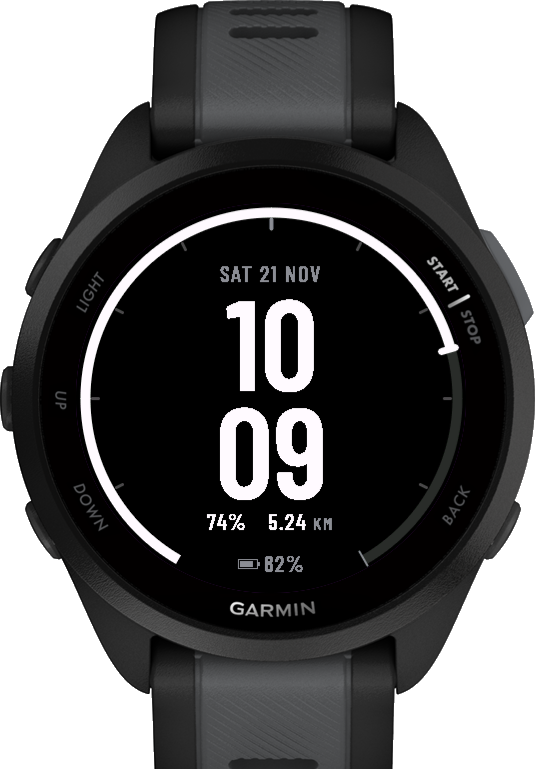 SAT 21 NOV
LIGHT
START
STOP
10
UP
09
DOWN
BACK
74% 5.24 KM
82%
GARMIN